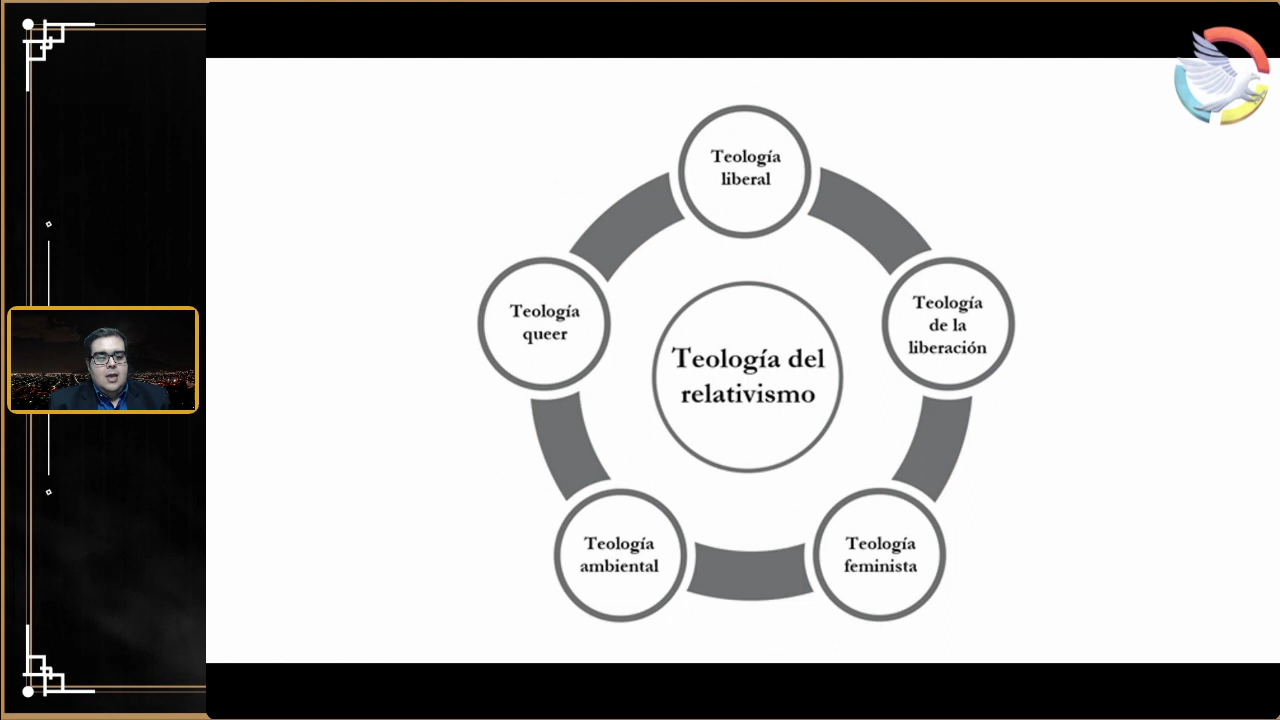 Teología
liberal
Teología
de la
liberación
Teología
feminista
Teología
ambiental
Teología
queer
Teología del
relativismo